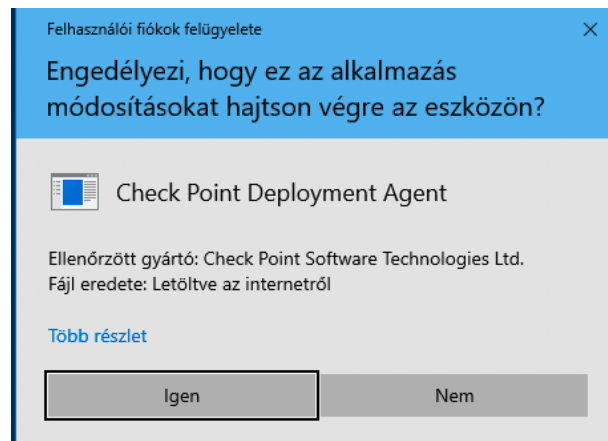 Felhasználói fiókok felügyelete
Engedélyezi, hogy ez az alkalmazás
módosításokat hajtson végre az eszközön?
Check Point Deployment Agent
Ellenőrzött gyártó: Check Point Software Technologies Ltd.
Fájl eredete: Letöltve az internetről
Több részlet
Igen
Nem